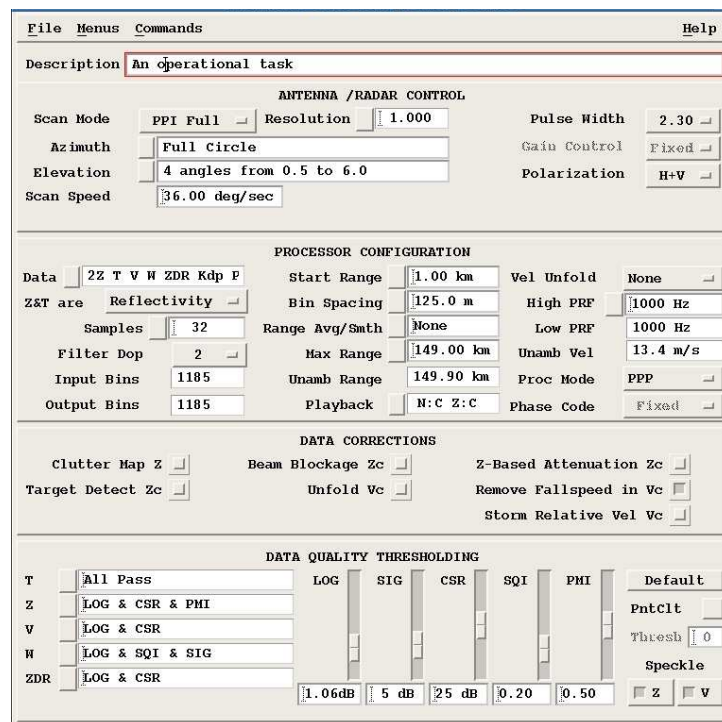 File Menus Commands Help
Description An operational task
ANTENNA /RADAR CONTROL
Scan Mode PPI Full Resolution 1.000 Pulse Width 2.30
Azimuth Full Circle Gain Control Fixed
Elevation 4 angles from 0.5 to 6.0 Polarization H+V
Scan Speed 36.00 deg/sec
PROCESSOR CONFIGURATION
Data 2Z T V W ZDR Kdp P Start Range 1.00 km Vel Unfold None
Z&T are Reflectivity Bin Spacing 125.0 m High PRF 1000 Hz
Samples 32 Range Avg/Smth None Low PRF 1000 Hz
Filter Dop 2 Max Range 149.00 km Unamb Vel 13.4 m/s
Input Bins 1185 Unamb Range 149.90 km Proc Mode PPP
Output Bins 1185 Playback N:C Z:C Phase Code Fixed
DATA CORRECTIONS
Clutter Map Z Beam Blockage Zc Z-Based Attenuation Zc
Target Detect Zc Unfold Vc Remove Fallspeed in Vc
Storm Relative Vel Vc
DATA QUALITY THRESHOLDING
T All Pass LOG SIG CSR SQI PMI Default
Z LOG & CSR & PMI PntClt
V LOG & CSR Thresh 0
W LOG & SQI & SIG Speckle
ZDR LOG & CSR 1.06dB 5 dB 25 dB 0.20 0.50 Z V